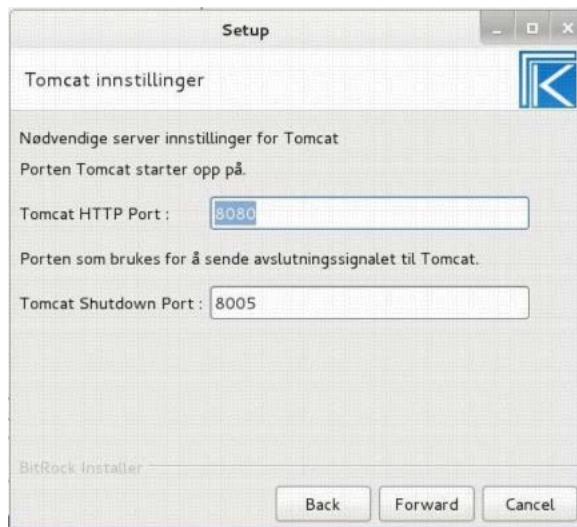 Setup
Tomcat innstillinger
Nødvendige server innstillinger for Tomcat
Porten Tomcat starter opp på.
Tomcat HTTP Port : 8080
Porten som brukes for å sende avslutningssignalet til Tomcat.
Tomcat Shutdown Port : 8005
BitRock Installer
Back Forward Cancel